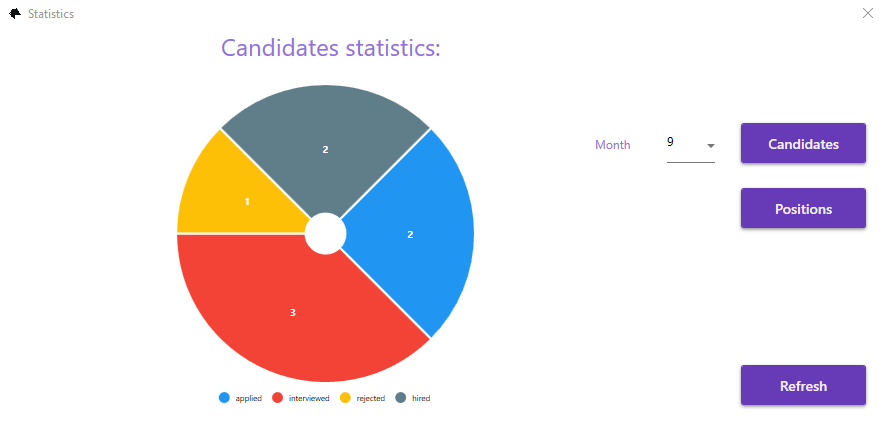 Statistics
Candidates statistics:
2
Month
9
Candidates
1
Positions
2
3
Refresh
applied interviewed rejected hired